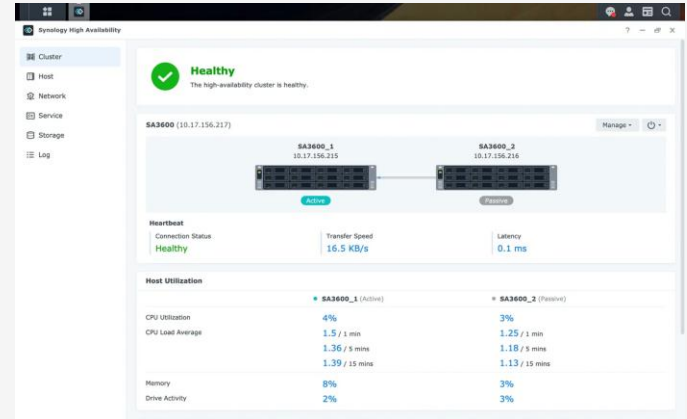 Synology High Availability
Cluster
Host
Network
Service
Storage
Log
Healthy
The high-availability cluster is healthy.
SA3600 (10.17.156.217)
Manage
SA3600_1
10.17.156.215
Active
SA3600_2
10.17.156.216
Passive
Heartbeat
Connection Status
Healthy
Transfer Speed
16.5 KB/s
Latency
0.1 ms
Host Utilization
SA3600_1 (Active) SA3600_2 (Passive)
CPU Utilization 4% 3%
CPU Load Average 1.5 / 1 min 1.25 / 1 min
1.36 / 5 mins 1.18 / 5 mins
1.39 / 15 mins 1.13 / 15 mins
Memory 8% 3%
Drive Activity 2% 3%